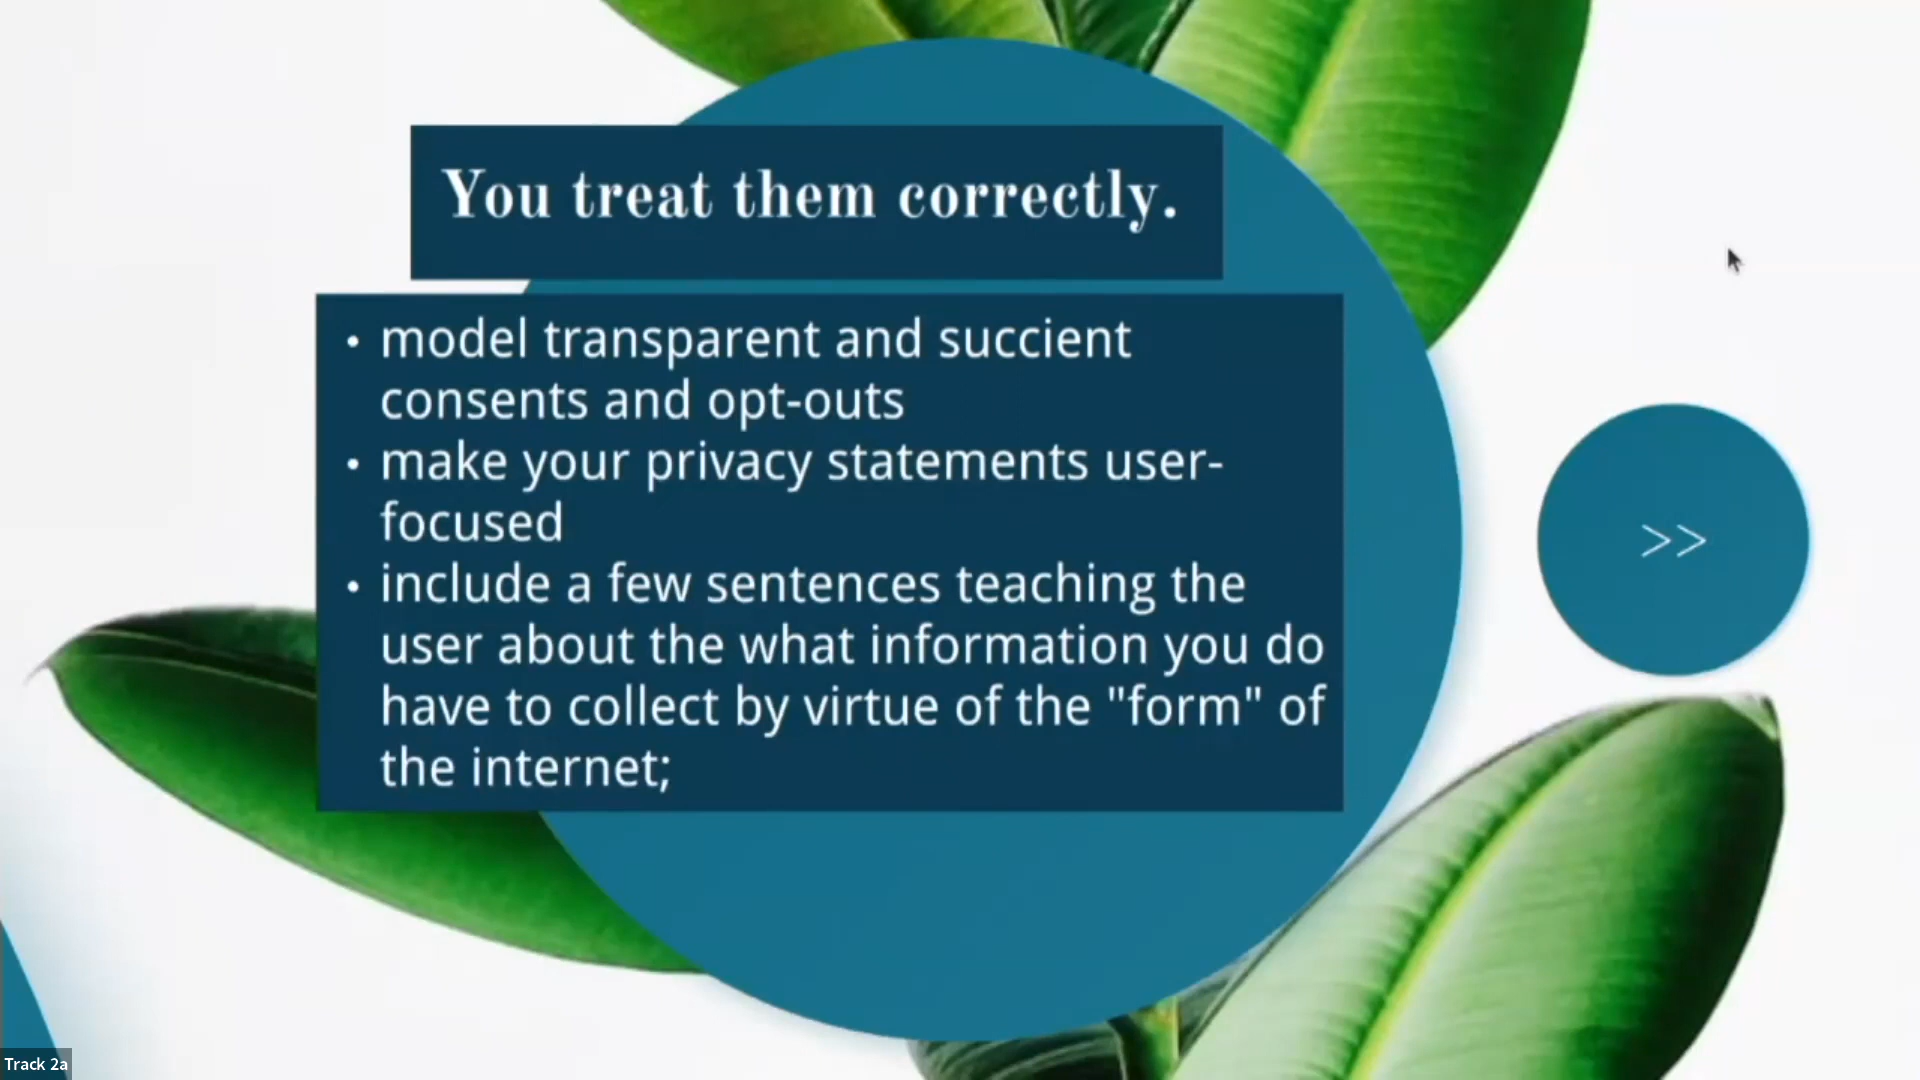 You treat them correctly.
• model transparent and succient
consents and opt-outs
• make your privacy statements user-
focused
• include a few sentences teaching the
user about the what information you do
have to collect by virtue of the "form" of
the internet;
>>
Track 2a